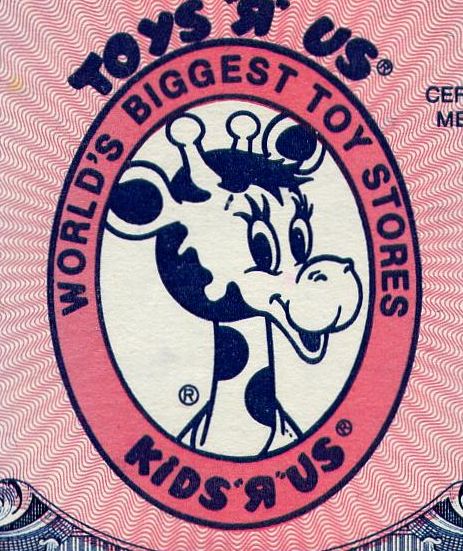 TOYS "R" US®
WORLD'S BIGGEST TOY STORES
®
KIDS "R" US®